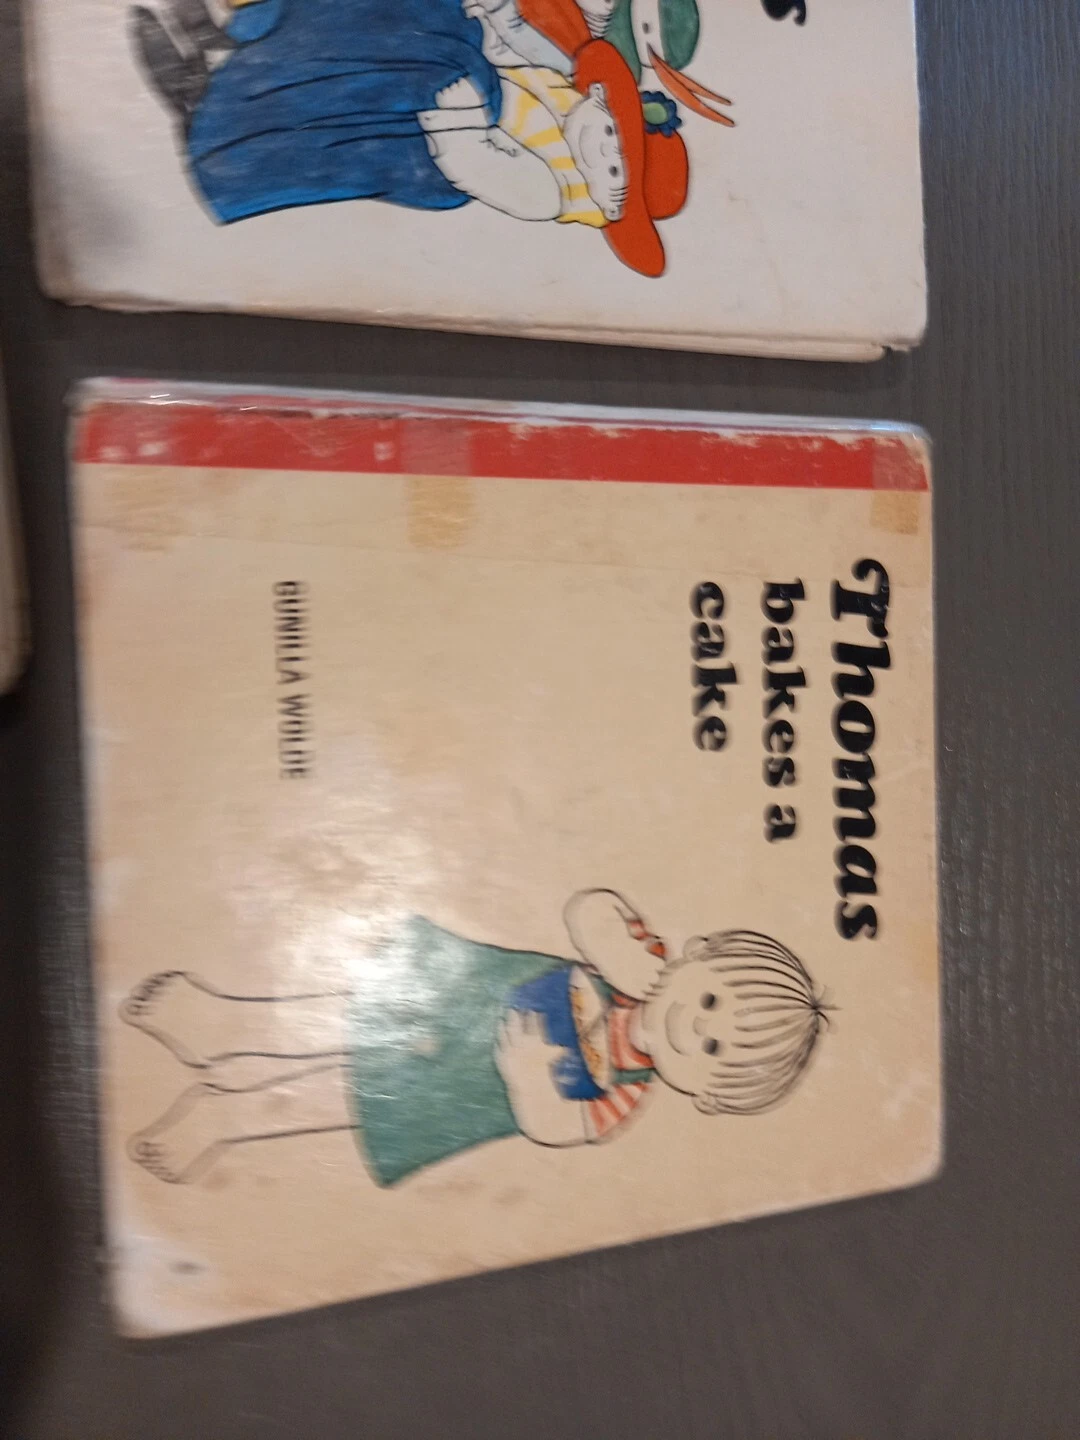 Thomas
bakes a
cake
GUNILLA WOLDE
s